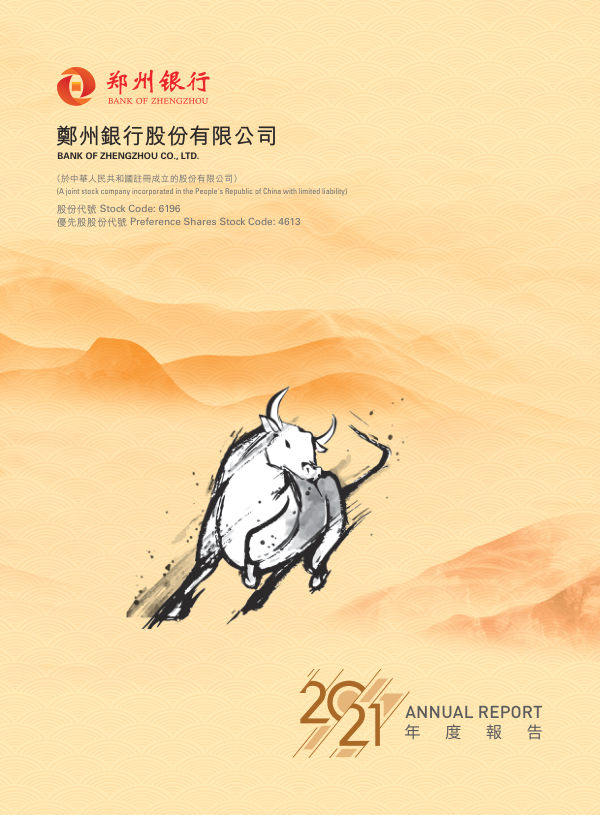 郑州银行
BANK OF ZHENGZHOU
鄭州銀行股份有限公司
BANK OF ZHENGZHOU CO., LTD.
（於中華人民共和國註冊成立的股份有限公司）
(A joint stock company incorporated in the People's Republic of China with limited liability)
股份代號 Stock Code: 6196
優先股股份代號 Preference Shares Stock Code: 4613
2021
ANNUAL REPORT
年度報告